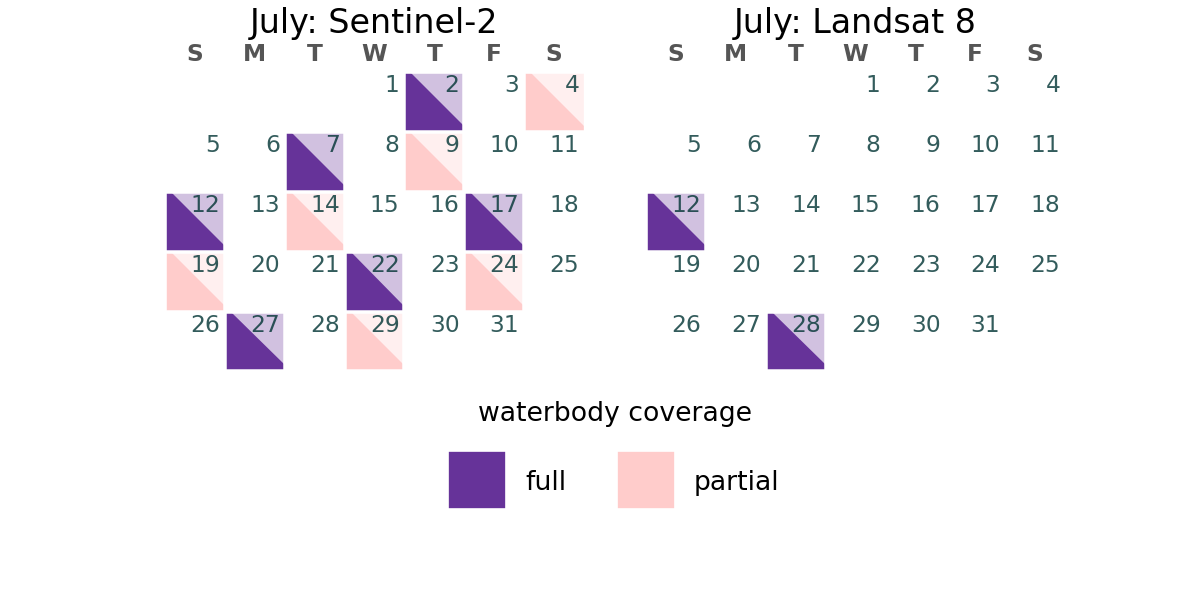 July: Sentinel-2
S M T W T F S
1 2 3 4
5 6 7 8 9 10 11
12 13 14 15 16 17 18
19 20 21 22 23 24 25
26 27 28 29 30 31
July: Landsat 8
S M T W T F S
1 2 3 4
5 6 7 8 9 10 11
12 13 14 15 16 17 18
19 20 21 22 23 24 25
26 27 28 29 30 31
waterbody coverage
full partial